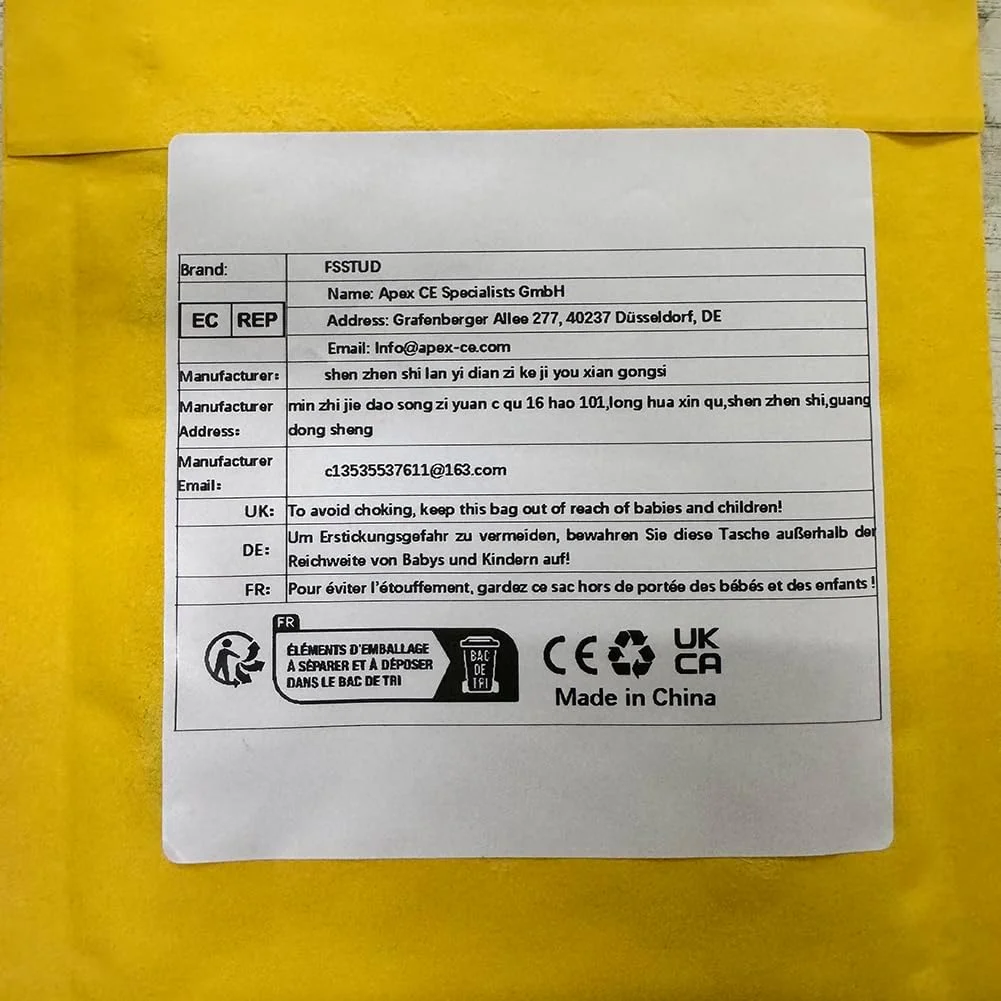 Brand: FSSTUD
Name: Apex CE Specialists GmbH
EC REP Address: Grafenberger Allee 277, 40237 Düsseldorf, DE
Email: Info@apex-ce.com
Manufacturer: shen zhen shi lan yi dian zi ke ji you xian gongsi
Manufacturer Address: min zhi jie dao song zi yuan c qu 16 hao 101,long hua xin qu,shen zhen shi,guang
dong sheng
Manufacturer Email: c13535537611@163.com
UK: To avoid choking, keep this bag out of reach of babies and children!
DE: Um Erstickungsgefahr zu vermeiden, bewahren Sie diese Tasche außerhalb der
Reichweite von Babys und Kindern auf!
FR: Pour éviter l'étouffement, gardez ce sac hors de portée des bébés et des enfants !
FR
ÉLÉMENTS D'EMBALLAGE
À SÉPARER ET À DÉPOSER
DANS LE BAC DE TRI
BAC
DE
TRI
CE
UK
CA
Made in China